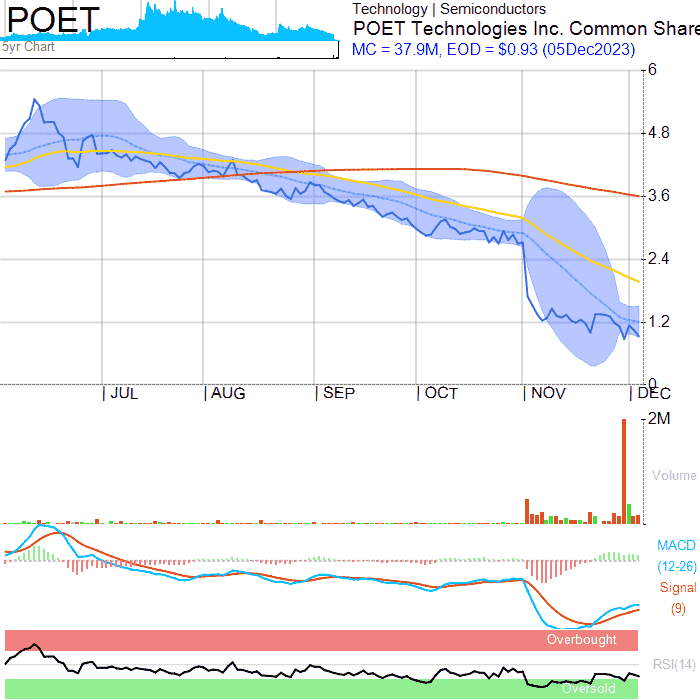 POET
5yr Chart
Technology | Semiconductors
POET Technologies Inc. Common Share
MC = 37.9M, EOD = $0.93 (05Dec2023)
6
4.8
3.6
2.4
1.2
0
| JUL | AUG | SEP | OCT | NOV | DEC
2M
Volume
MACD
(12-26)
Signal
(9)
Overbought
RSI(14)
Oversold